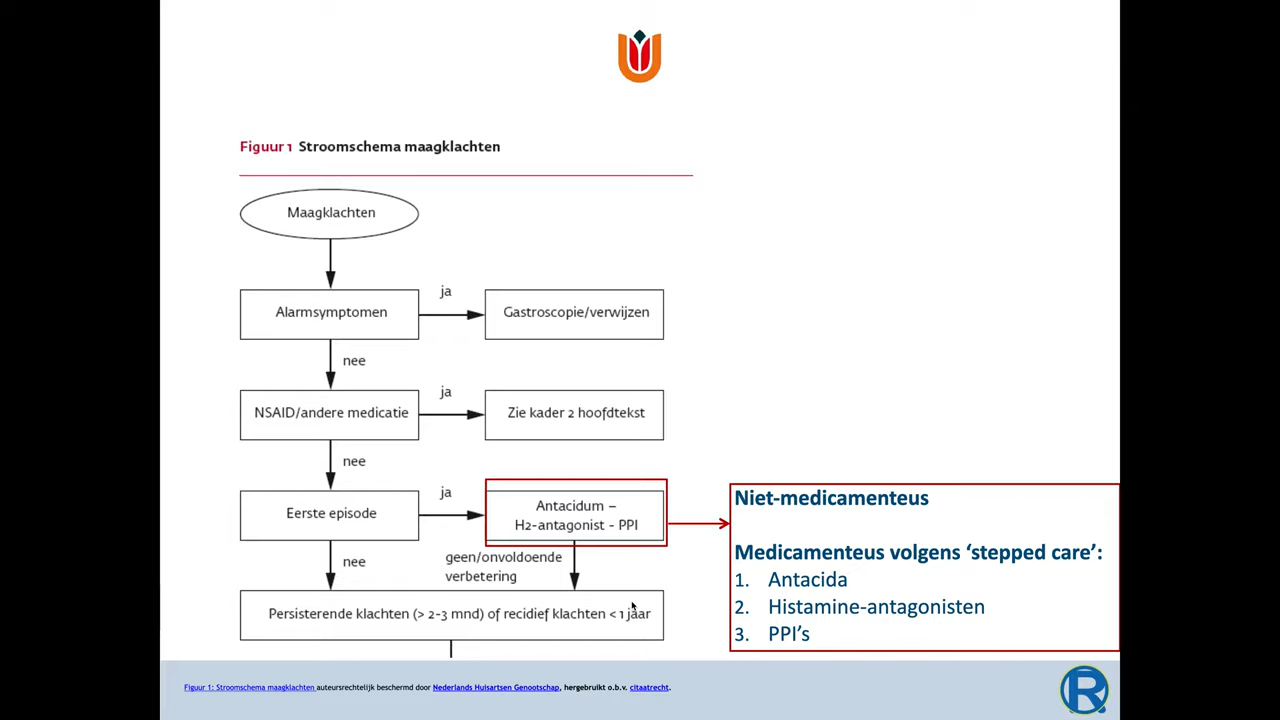 Figuur 1 Stroomschema maagklachten
Maagklachten
ja
Alarmsymptomen
Gastroscopie/verwijzen
nee
ja
NSAID/andere medicatie
Zie kader 2 hoofdtekst
nee
ja
Eerste episode
Antacidum –
H2-antagonist - PPI
nee
geen/onvoldoende
verbetering
Persisterende klachten (> 2-3 mnd) of recidief klachten < 1 jaar
Niet-medicamenteus
Medicamenteus volgens ‘stepped care’:
1. Antacida
2. Histamine-antagonisten
3. PPI’s
Figuur 1: Stroomschema maagklachten auteursrechtelijk beschermd door Nederlands Huisartsen Genootschap, hergebruikt o.b.v. citaatrecht.
R